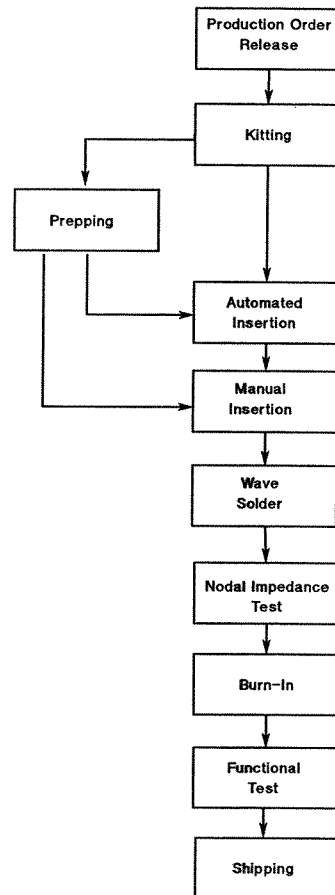 Production Order
Release
Kitting
Prepping
Automated
Insertion
Manual
Insertion
Wave
Solder
Nodal Impedance
Test
Burn-In
Functional
Test
Shipping